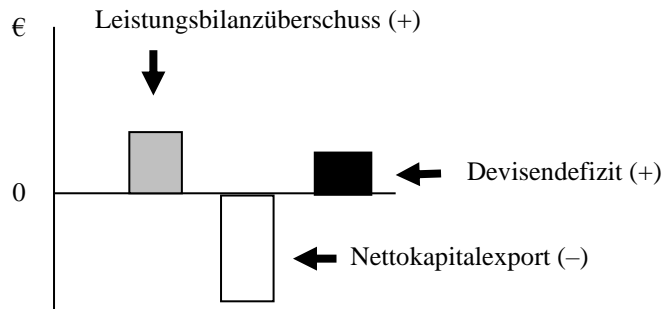 €
Leistungsbilanzüberschuss (+)
Devisendefizit (+)
0
Nettokapitalexport (–)